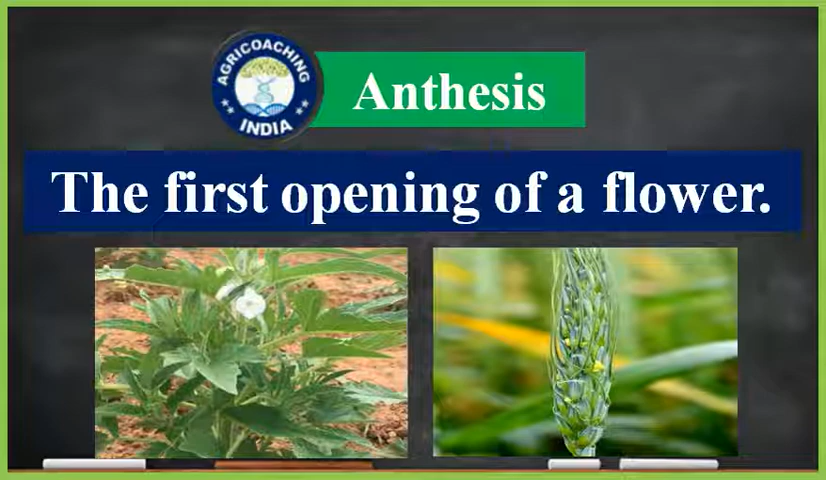 AGRICOACHING
INDIA
Anthesis
The first opening of a flower.